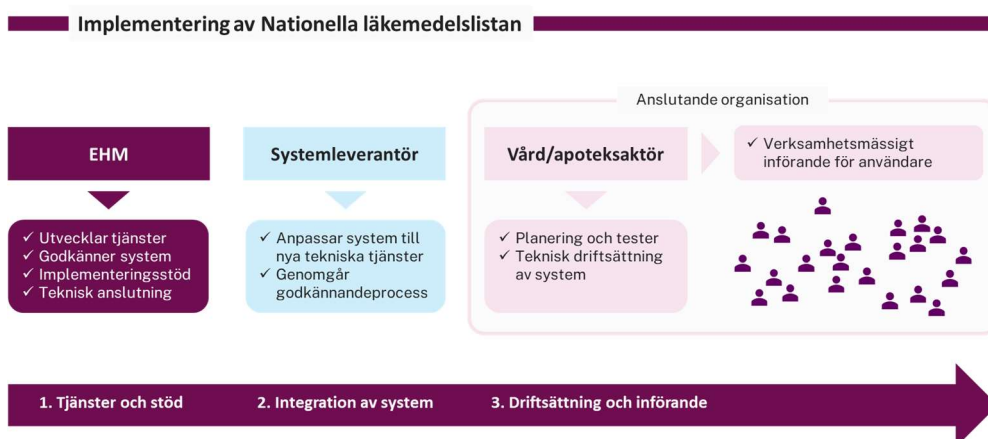 Implementering av Nationella läkemedelslistan
Anslutande organisation
EHM
✓ Utvecklar tjänster
✓ Godkänner system
✓ Implementeringsstöd
✓ Teknisk anslutning
Systemleverantör
✓ Anpassar system till
nya tekniska tjänster
✓ Genomgår
godkännandeprocess
Vård/apoteksaktör
✓ Planering och tester
✓ Teknisk driftsättning
av system
✓ Verksamhetsmässigt
införande för användare
1. Tjänster och stöd
2. Integration av system
3. Driftsättning och införande